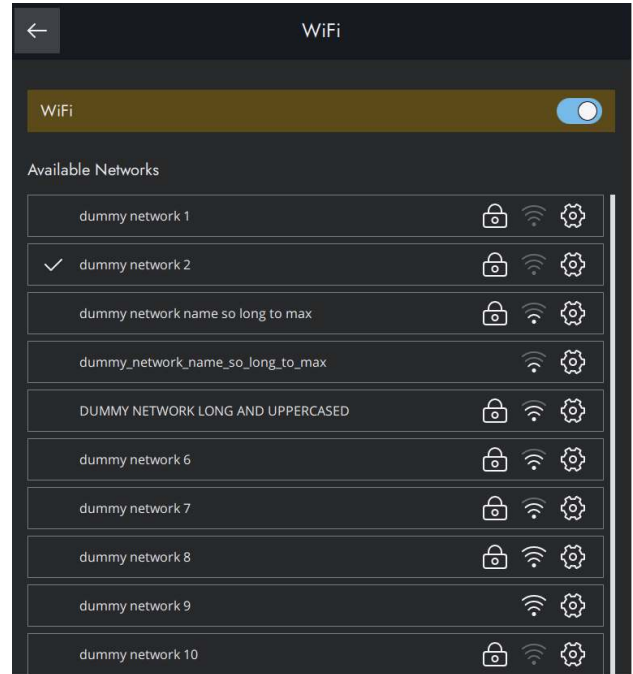 WiFi
WiFi
Available Networks
dummy network 1
dummy network 2
dummy network name so long to max
dummy_network_name_so_long_to_max
DUMMY NETWORK LONG AND UPPERCASED
dummy network 6
dummy network 7
dummy network 8
dummy network 9
dummy network 10